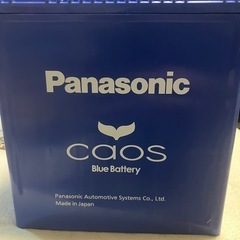 Panasonic
caos
Blue Battery
Panasonic Automotive Systems Co., Ltd.
Made in Japan